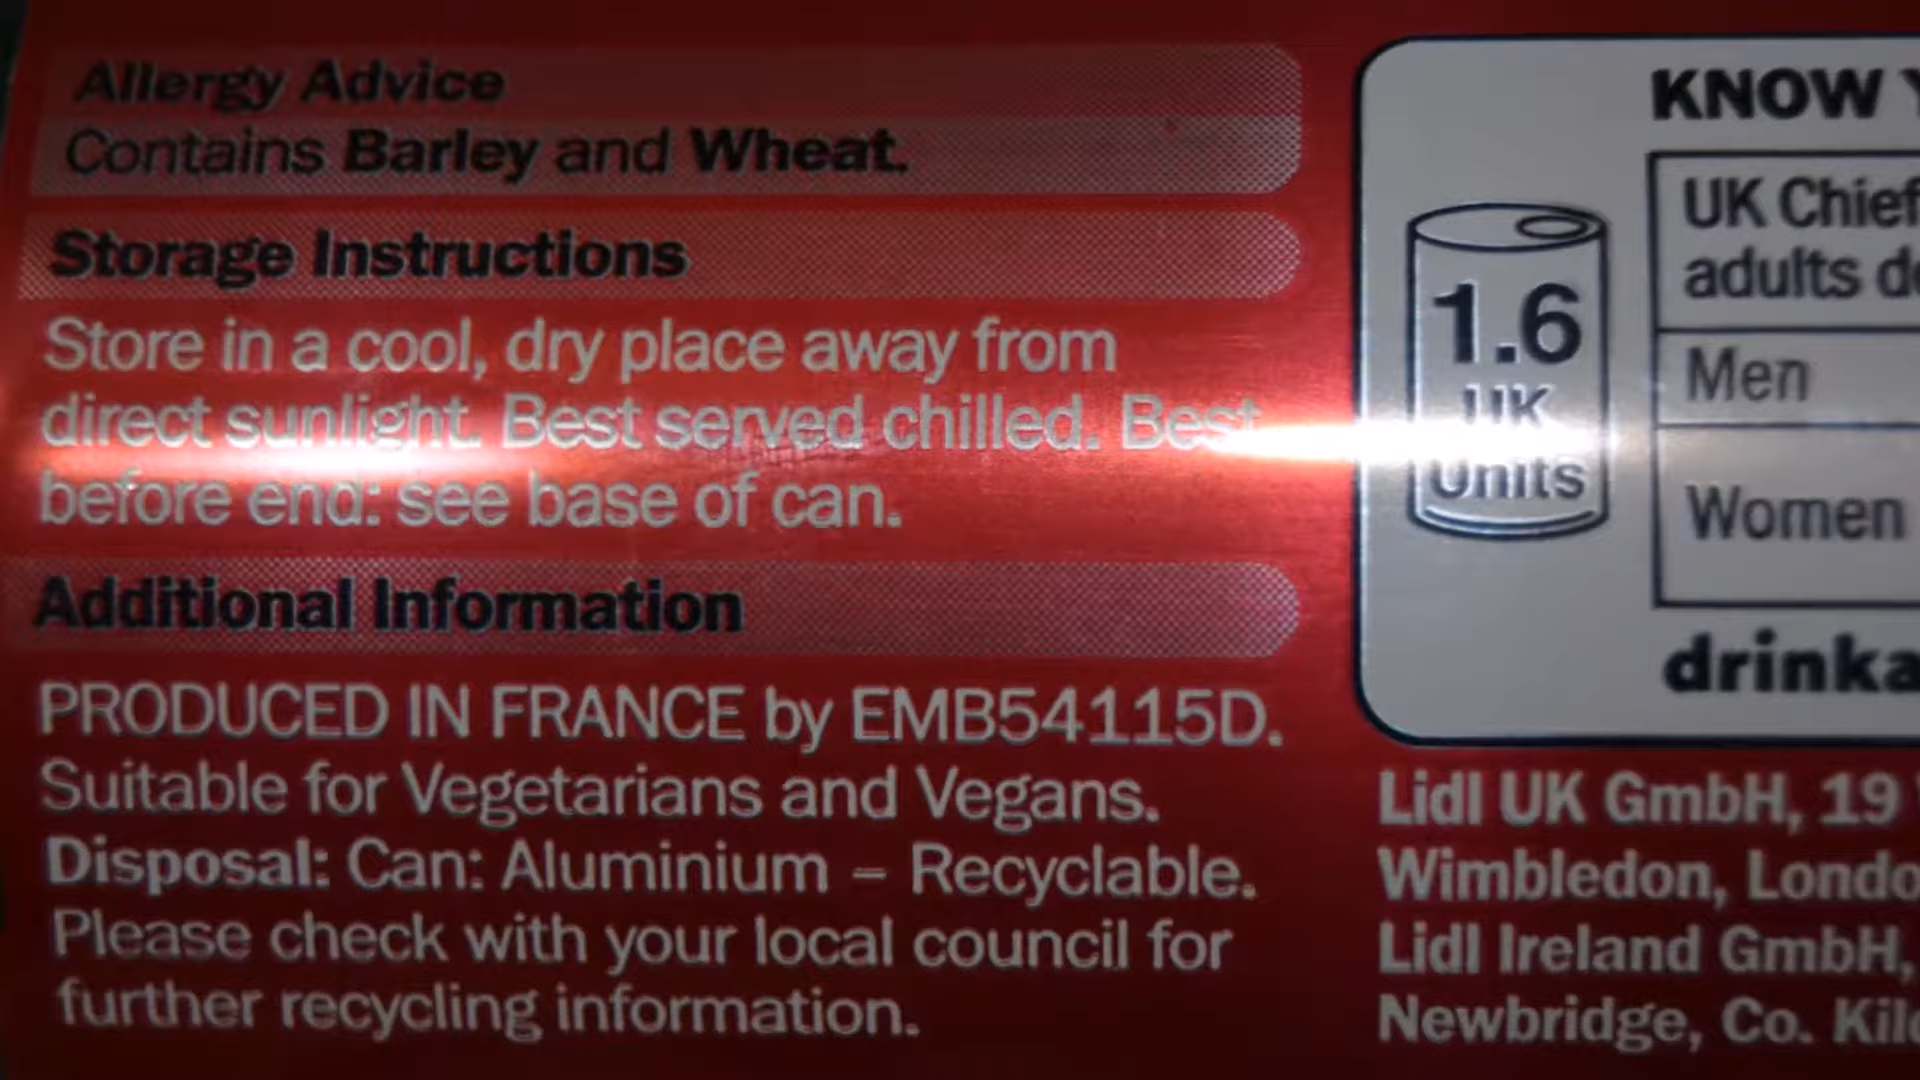 Allergy Advice
Contains Barley and Wheat.
Storage Instructions
Store in a cool, dry place away from
direct sunlight. Best served chilled. Best
before end: see base of can.
Additional Information
PRODUCED IN FRANCE by EMB54115D.
Suitable for Vegetarians and Vegans.
Disposal: Can: Aluminium – Recyclable.
Please check with your local council for
further recycling information.
KNOW
1.6
UK
Units
UK Chief
adults
Men
Women
drinka
Lidl UK GmbH, 19
Wimbledon, Londo
Lidl Ireland GmbH,
Newbridge, Co. Kil